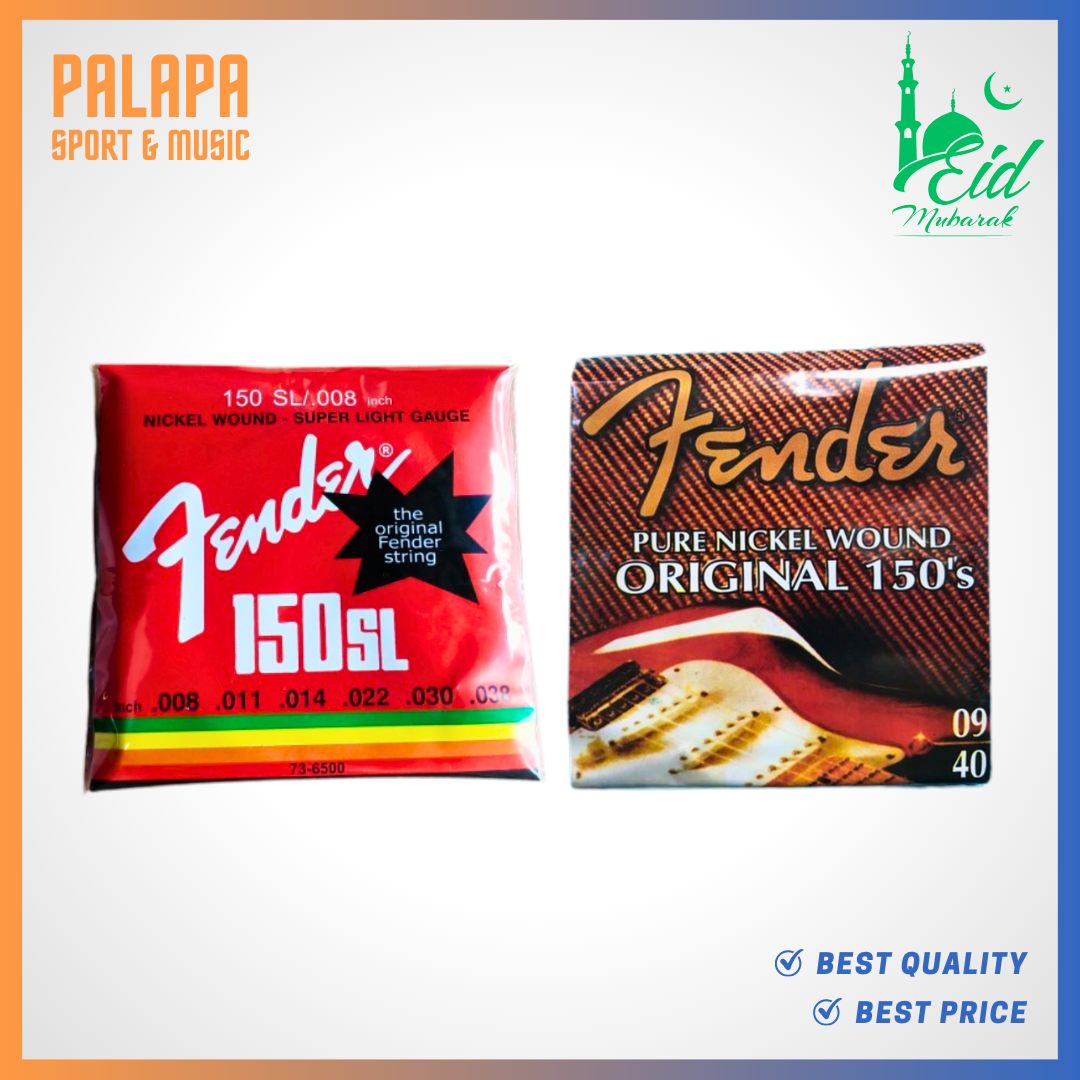 PALAPA
SPORT & MUSIC
Eid
Mubarak
150 SL/.008 inch
NICKEL WOUND - SUPER LIGHT GAUGE
Fender®
the
original
Fender
string
150SL
inch .008 .011 .014 .022 .030 .038
73-6500
Fender®
PURE NICKEL WOUND
ORIGINAL 150's
09
40
BEST QUALITY
BEST PRICE